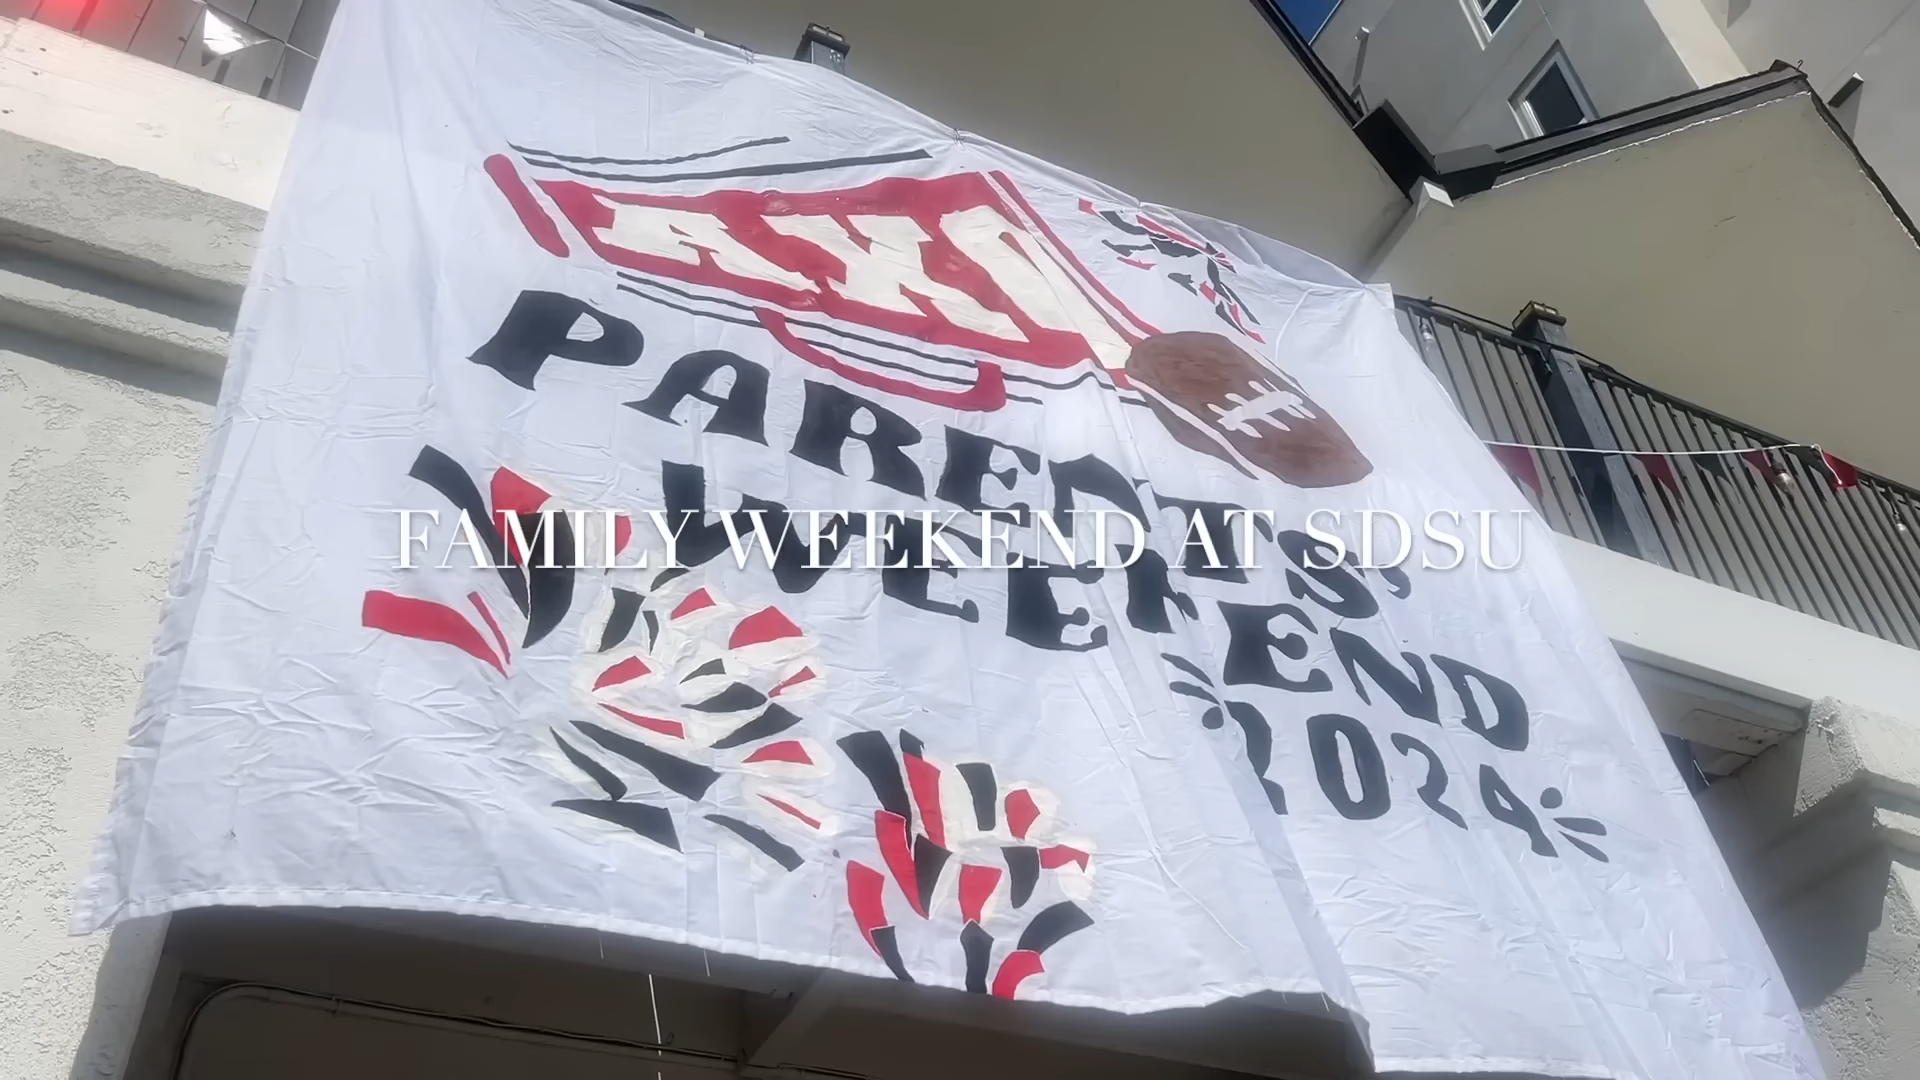 AXΩ
PARENTS'
WEEKEND
2024
FAMILY WEEKEND AT SDSU